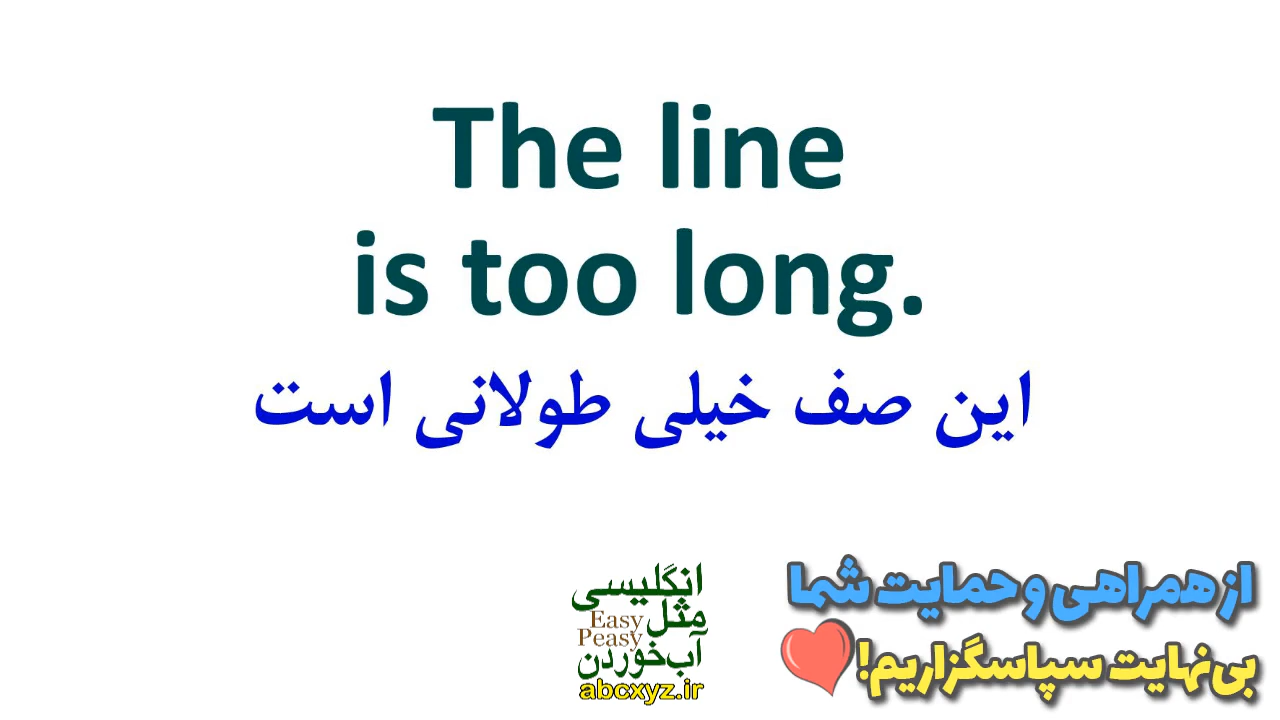 The line
is too long.
این صف خیلی طولانی است
انگلیسی
مثل
Easy
Peasy
آب‌خوردن
abcxyz.ir
از همراهی و حمایت شما
بی‌نهایت سپاسگزاریم!